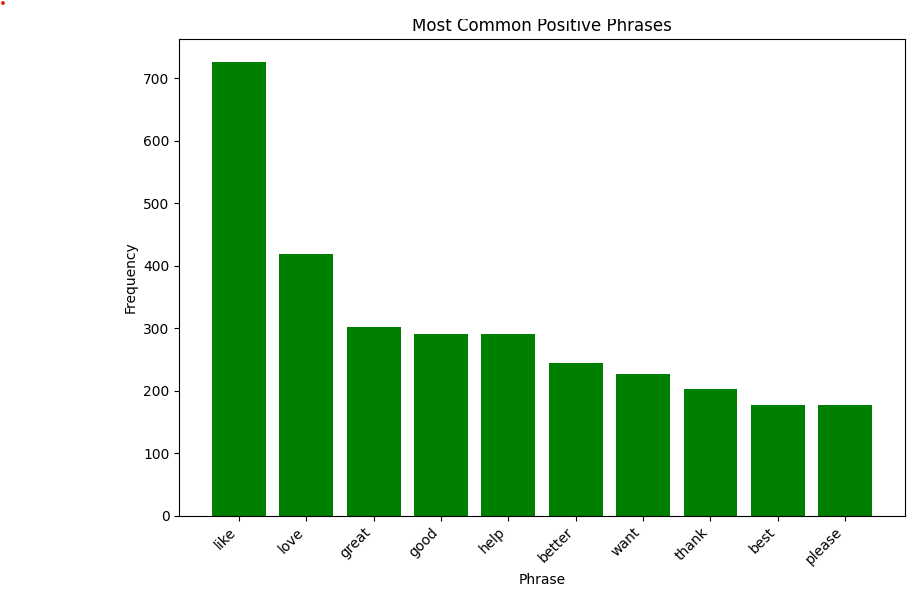 Most Common Positive Phrases
700
600
500
400
300
200
100
0
Frequency
like
love
great
good
help
better
want
thank
best
please
Phrase